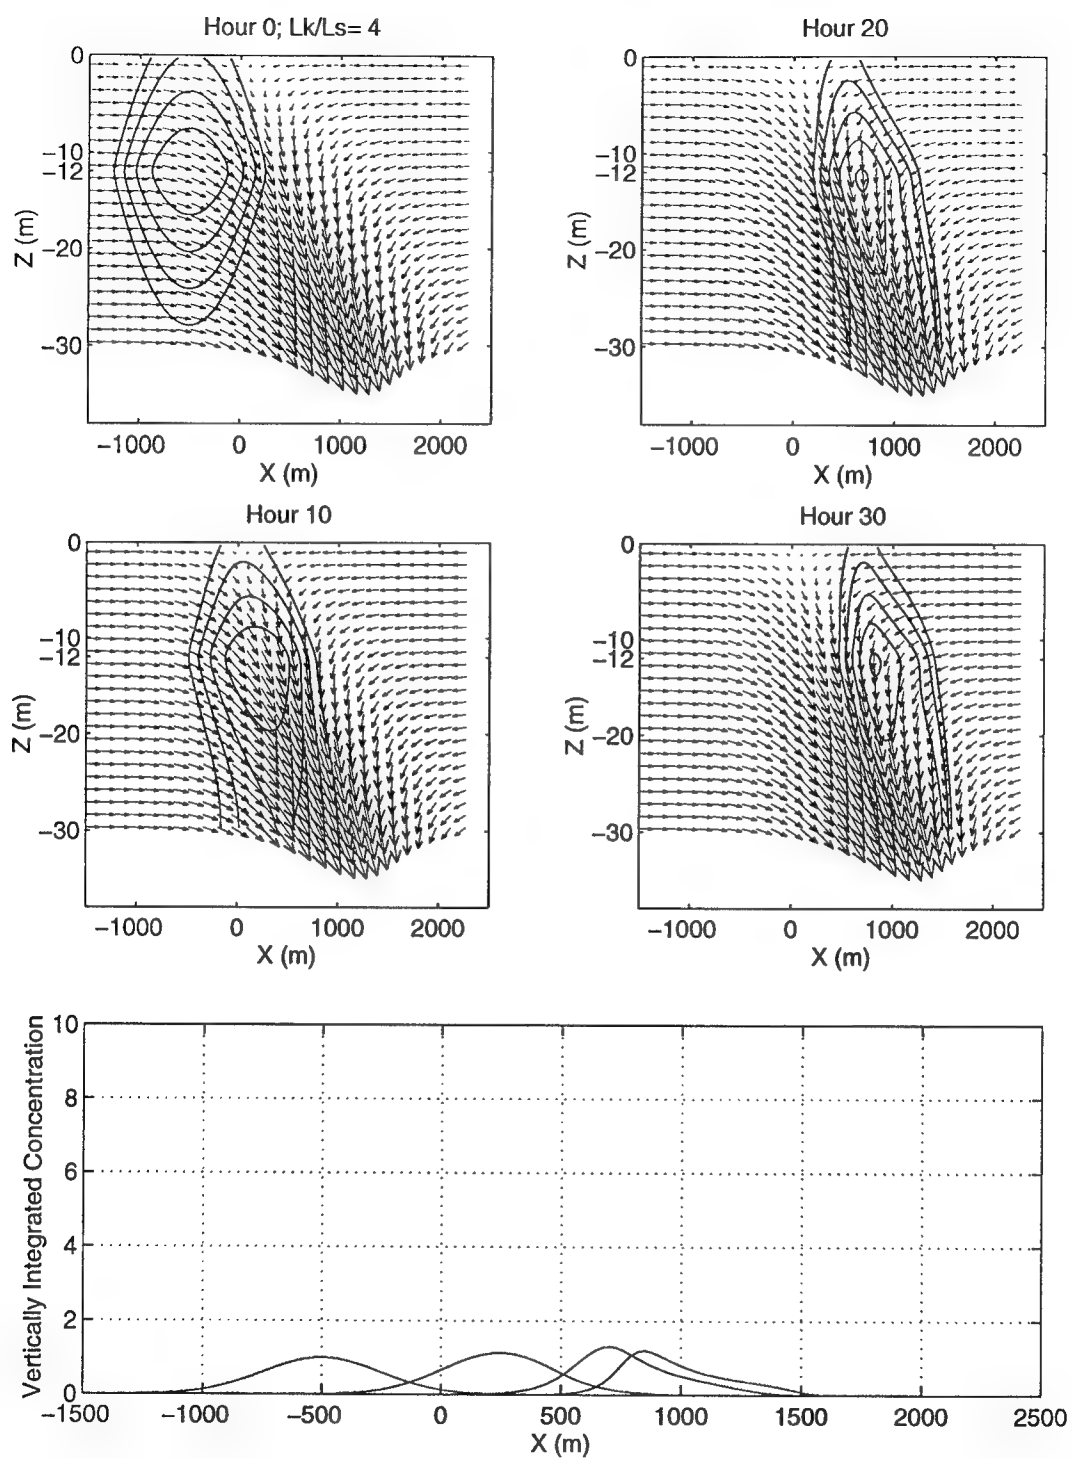 Hour 0; Lk/Ls= 4
0
−10
−12
−20
−30
Z (m)
−1000 0 1000 2000
X (m)
Hour 20
0
−10
−12
−20
−30
Z (m)
−1000 0 1000 2000
X (m)
Hour 10
0
−10
−12
−20
−30
Z (m)
−1000 0 1000 2000
X (m)
Hour 30
0
−10
−12
−20
−30
Z (m)
−1000 0 1000 2000
X (m)
Vertically Integrated Concentration
10
8
6
4
2
0
−1500 −1000 −500 0 500 1000 1500 2000 2500
X (m)